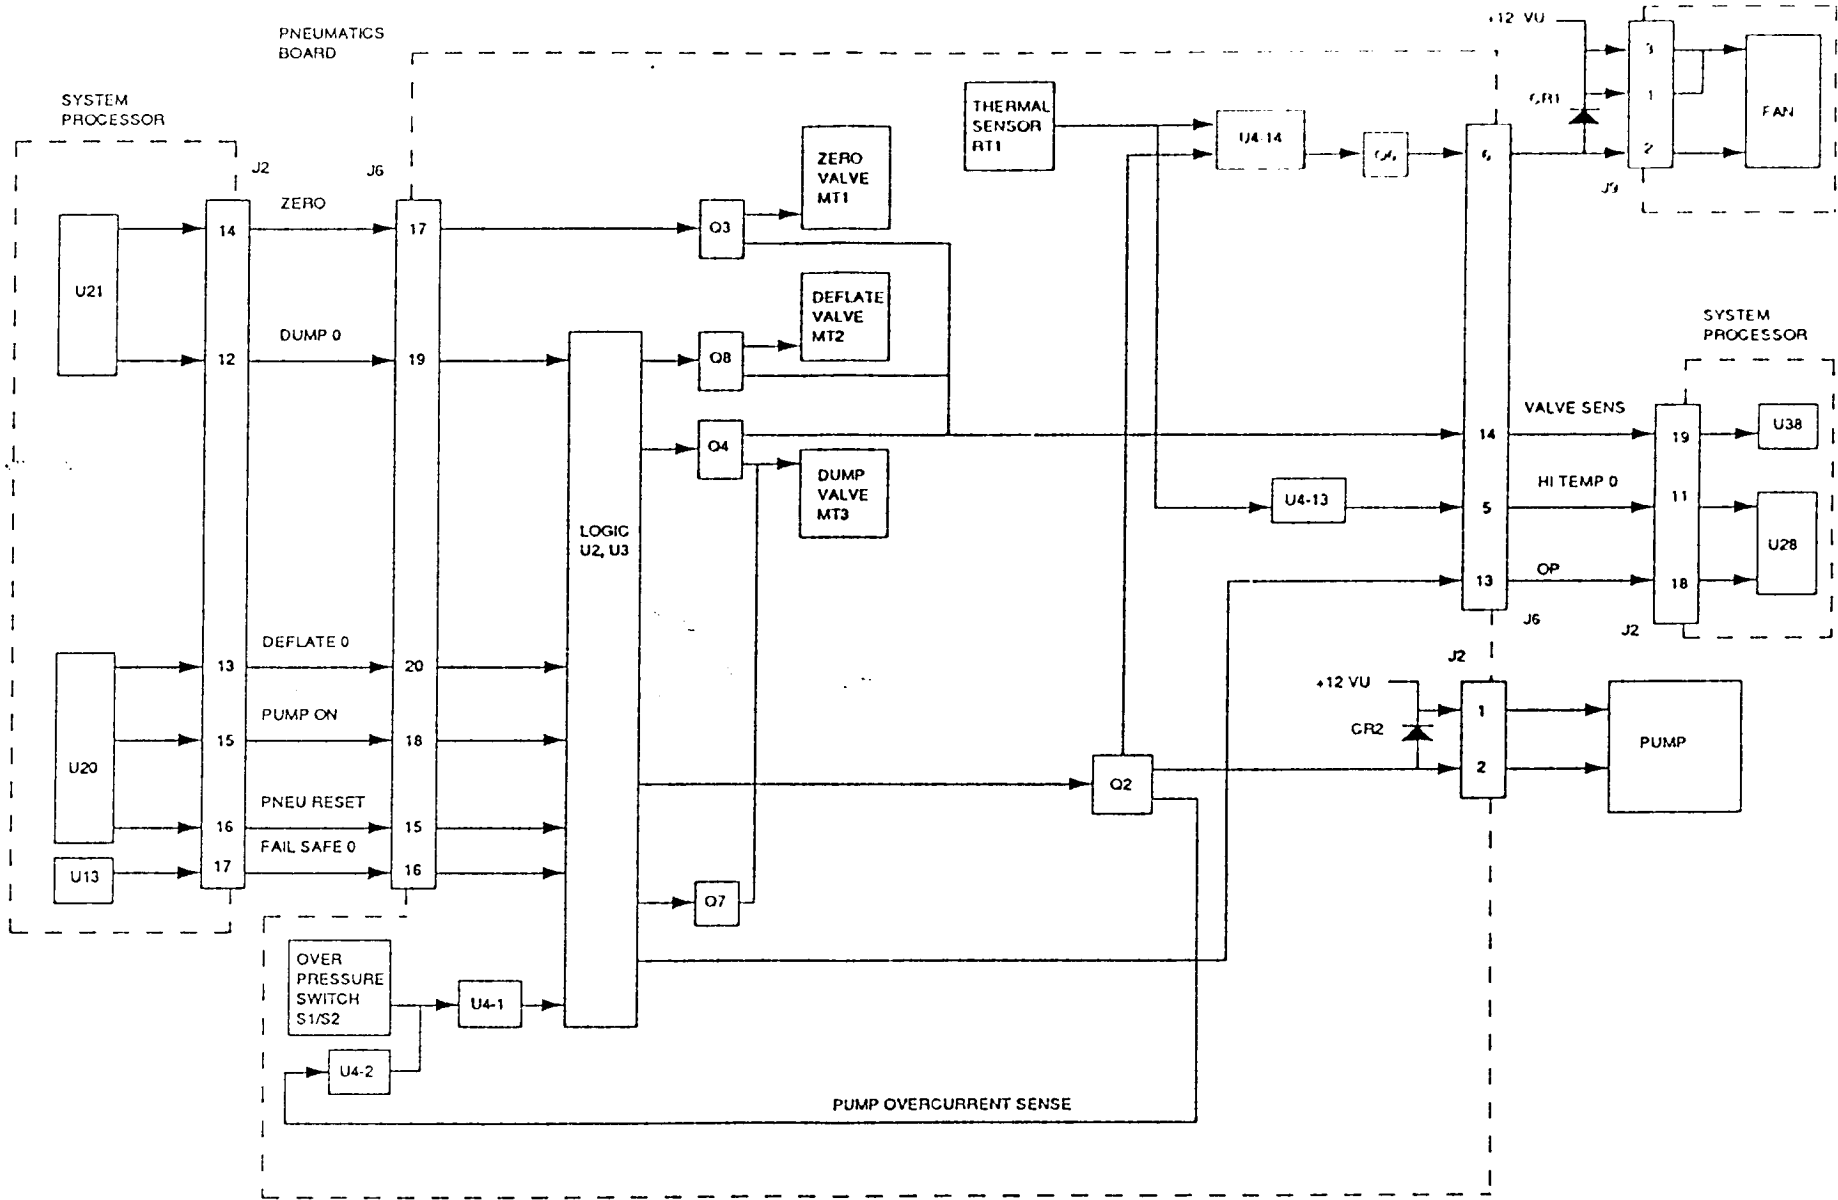 PNEUMATICS
BOARD
SYSTEM
PROCESSOR
J2
J6
U21
14
ZERO
17
12
DUMP 0
19
U20
13
DEFLATE 0
20
15
PUMP ON
18
16
PNEU RESET
15
U13
17
FAIL SAFE 0
16
OVER
PRESSURE
SWITCH
S1/S2
U4-1
U4-2
LOGIC
U2, U3
Q3
ZERO
VALVE
MT1
Q8
DEFLATE
VALVE
MT2
Q4
DUMP
VALVE
MT3
Q7
THERMAL
SENSOR
RT1
U4-14
Q6
6
U4-13
Q2
PUMP OVERCURRENT SENSE
+12 VU
CR1
3
1
2
J9
FAN
SYSTEM
PROCESSOR
14
VALVE SENS
19
U38
5
HI TEMP 0
11
U28
13
OP
18
J6
J2
J2
+12 VU
CR2
1
2
PUMP